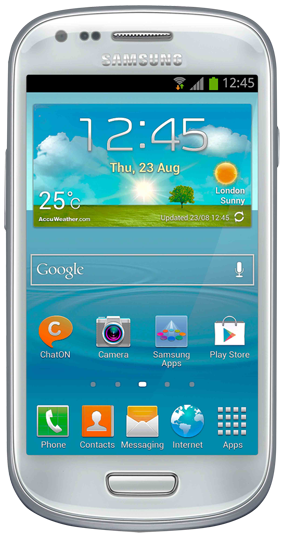 SAMSUNG
12:45
12:45
Thu, 23 Aug
25°C
London
Sunny
AccuWeather.com
Updated 23/08 12:45
Google
ChatON
Camera
Samsung
Apps
Play Store
Phone
Contacts
Messaging
Internet
Apps